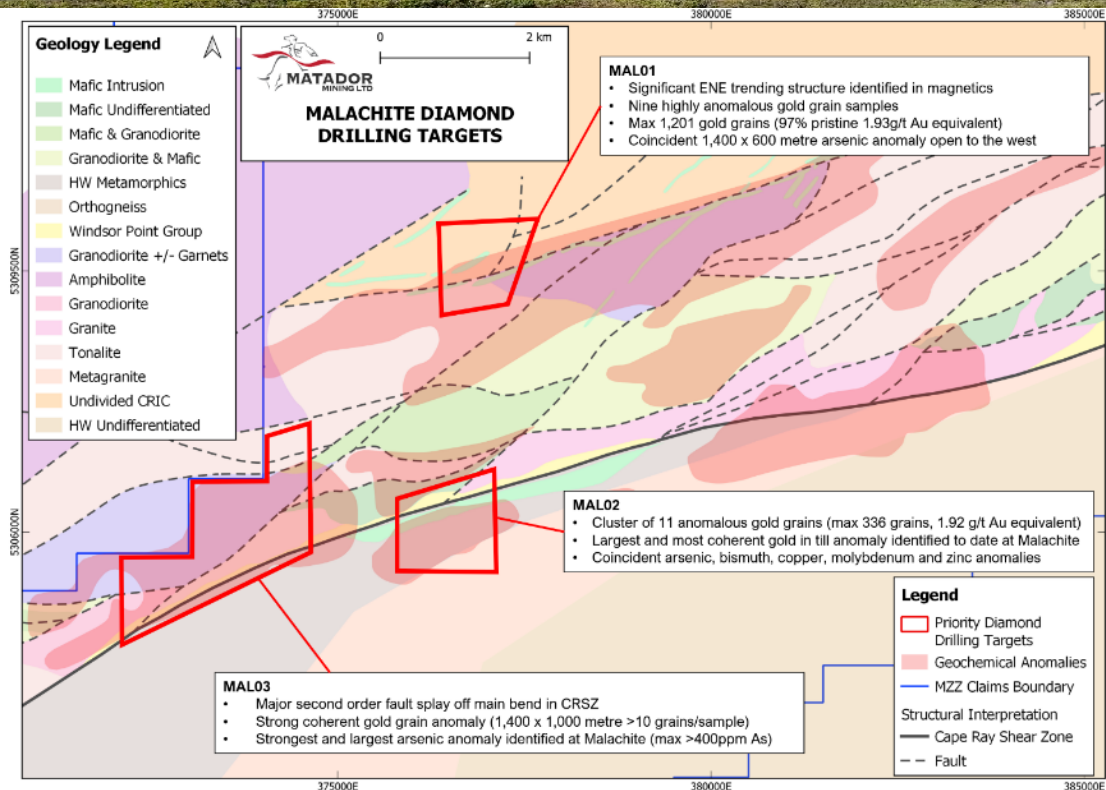 375000E
380000E
385000E
Geology Legend
Mafic Intrusion
Mafic Undifferentiated
Mafic & Granodiorite
Granodiorite & Mafic
HW Metamorphics
Orthogneiss
Windsor Point Group
Granodiorite +/- Garnets
Amphibolite
Granodiorite
Granite
Tonalite
Metagranite
Undivided CRIC
HW Undifferentiated
MATADOR
MINING LTD
0
2 km
MALACHITE DIAMOND
DRILLING TARGETS
MAL01
• Significant ENE trending structure identified in magnetics
• Nine highly anomalous gold grain samples
• Max 1,201 gold grains (97% pristine 1.93g/t Au equivalent)
• Coincident 1,400 x 600 metre arsenic anomaly open to the west
5309500N
5309500N
5306000N
5306000N
MAL02
• Cluster of 11 anomalous gold grains (max 336 grains, 1.92 g/t Au equivalent)
• Largest and most coherent gold in till anomaly identified to date at Malachite
• Coincident arsenic, bismuth, copper, molybdenum and zinc anomalies
MAL03
• Major second order fault splay off main bend in CRSZ
• Strong coherent gold grain anomaly (1,400 x 1,000 metre >10 grains/sample)
• Strongest and largest arsenic anomaly identified at Malachite (max >400ppm As)
Legend
Priority Diamond
Drilling Targets
Geochemical Anomalies
MZZ Claims Boundary
Structural Interpretation
Cape Ray Shear Zone
Fault
375000E
380000E
385000E